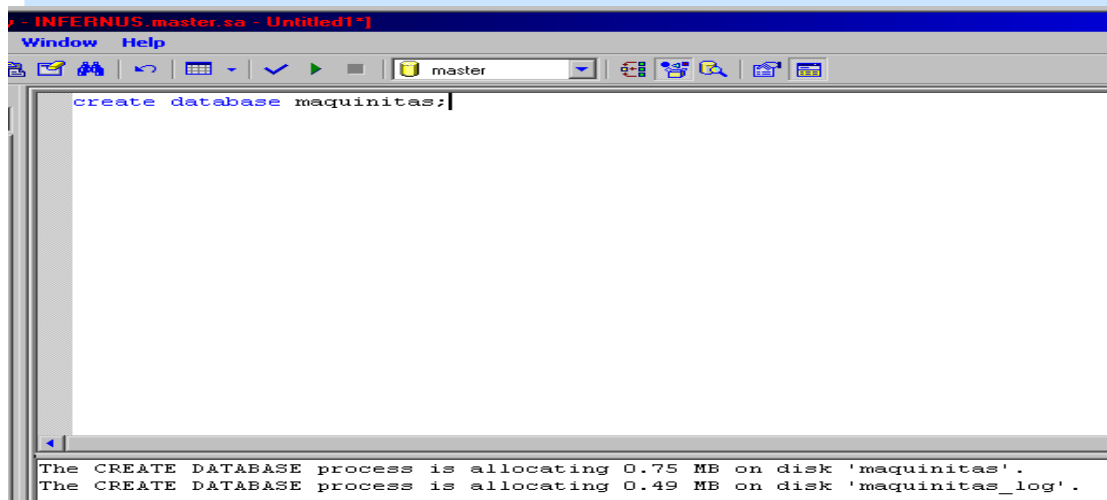 - INFERNUS.master.sa - Untitled1*]
Window Help
master
create database maquinitas;
The CREATE DATABASE process is allocating 0.75 MB on disk 'maquinitas'.
The CREATE DATABASE process is allocating 0.49 MB on disk 'maquinitas_log'.